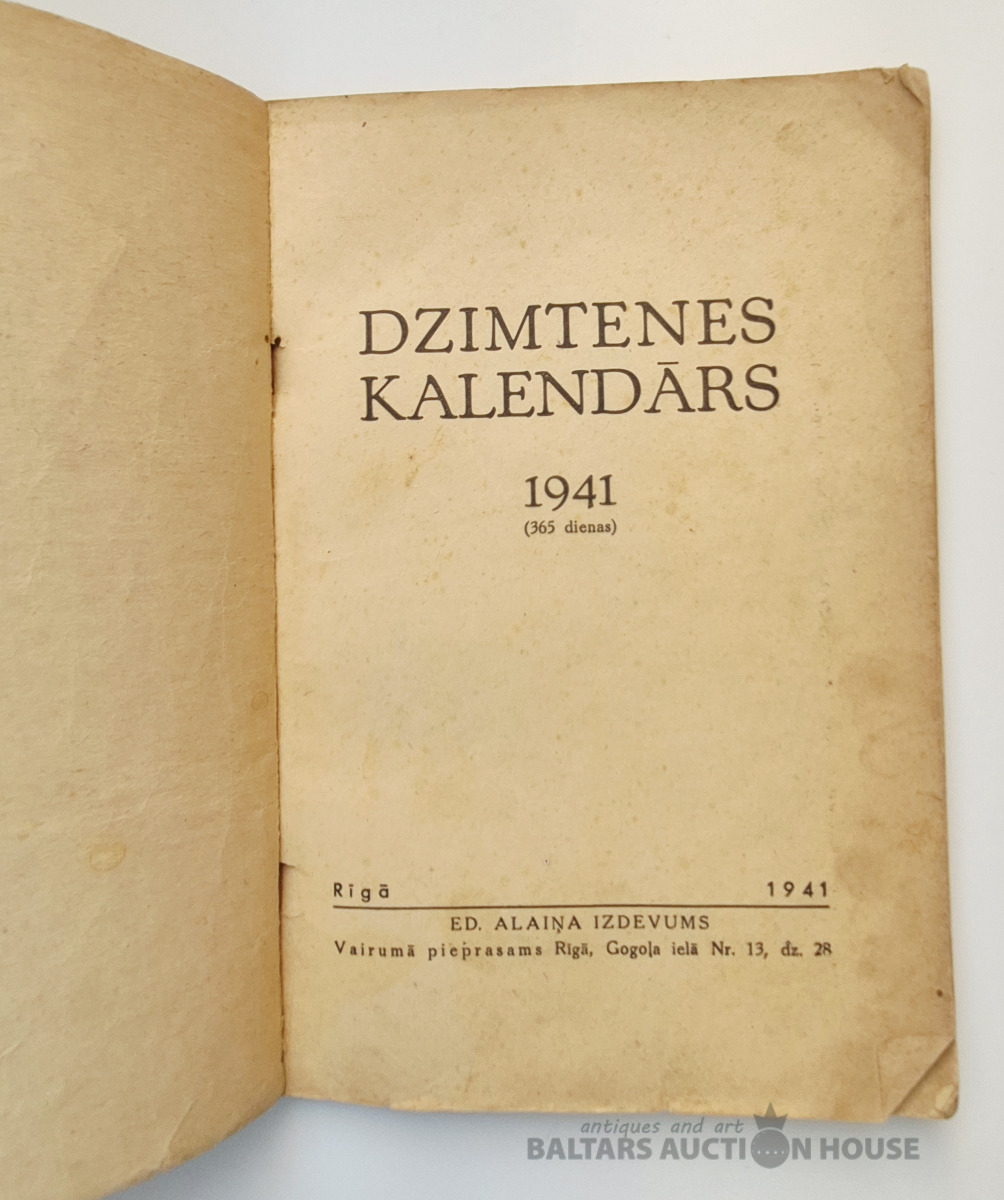 DZIMTENES
KALENDĀRS
1941
(365 dienas)
Rīgā 1941
ED. ALAIŅA IZDEVUMS
Vairumā pieprasams Rīgā, Gogoļa ielā Nr. 13, dz. 28
antiques and art
BALTARS AUCTION HOUSE